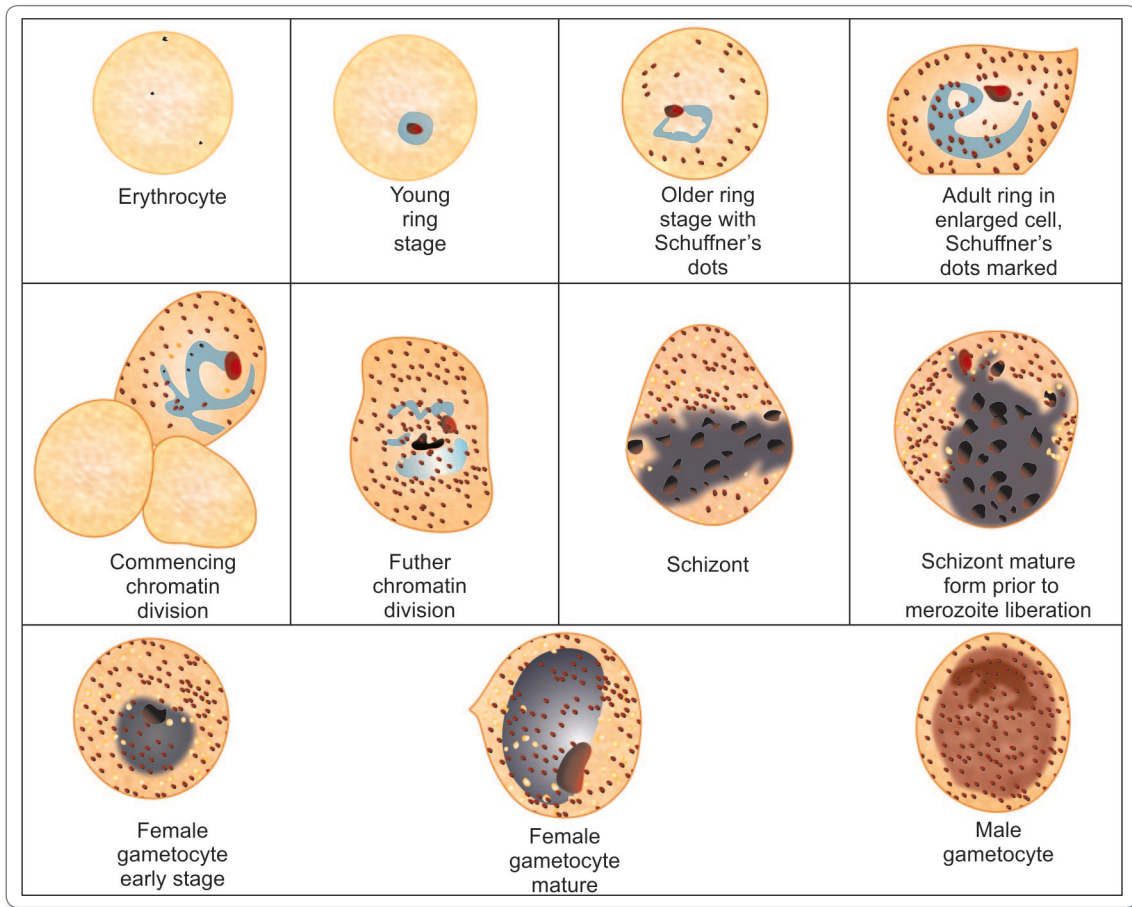 Erythrocyte
Young
ring
stage
Older ring
stage with
Schuffner's
dots
Adult ring in
enlarged cell,
Schuffner's
dots marked
Commencing
chromatin
division
Futher
chromatin
division
Schizont
Schizont mature
form prior to
merozoite liberation
Female
gametocyte
early stage
Female
gametocyte
mature
Male
gametocyte